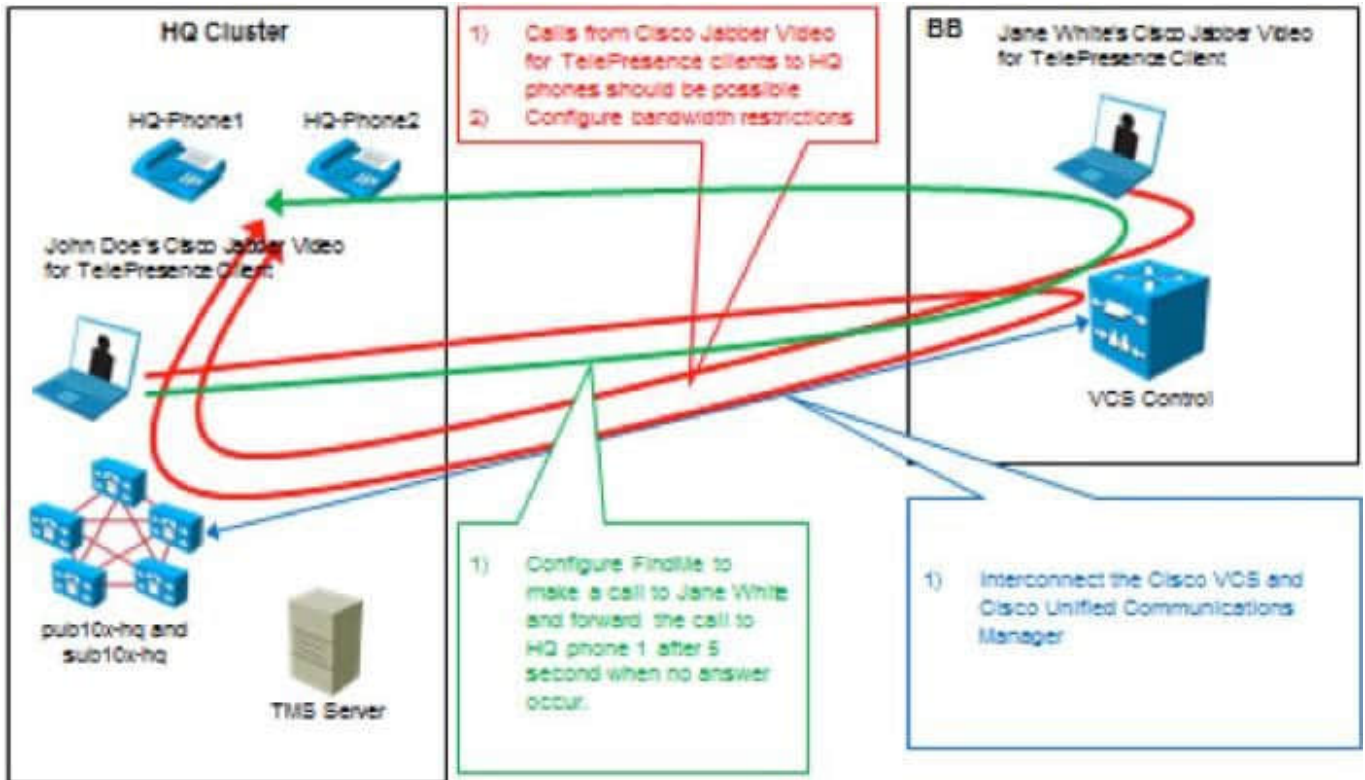 HQ Cluster
HQ-Phone1
HQ-Phone2
John Doe's Cisco Jabber Video
for TelePresence Client
pub10x-hq and
sub10x-hq
TMS Server
1) Calls from Cisco Jabber Video
for TelePresence clients to HQ
phones should be possible
2) Configure bandwidth restrictions
1) Configure FindMe to
make a call to Jane White
and forward the call to
HQ phone 1 after 5
second when no answer
occur.
BB
Jane White's Cisco Jabber Video
for TelePresence Client
VCS Control
1) Interconnect the Cisco VCS and
Cisco Unified Communications
Manager